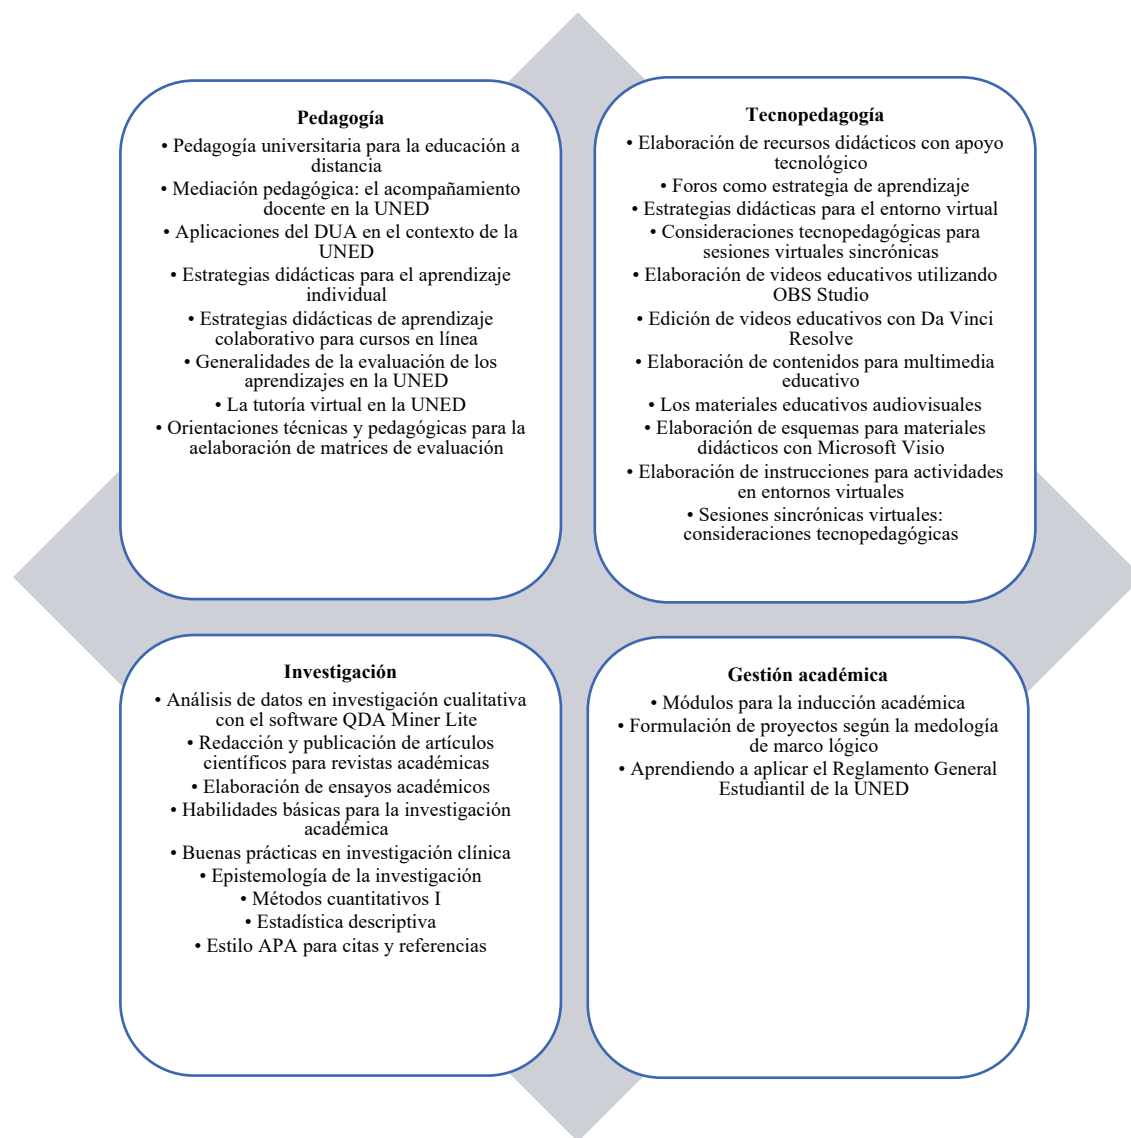 Pedagogía
• Pedagogía universitaria para la educación a
distancia
• Mediación pedagógica: el acompañamiento
docente en la UNED
• Aplicaciones del DUA en el contexto de la
UNED
• Estrategias didácticas para el aprendizaje
individual
• Estrategias didácticas de aprendizaje
colaborativo para cursos en línea
• Generalidades de la evaluación de los
aprendizajes en la UNED
• La tutoría virtual en la UNED
• Orientaciones técnicas y pedagógicas para la
aelaboración de matrices de evaluación
Tecnopedagogía
• Elaboración de recursos didácticos con apoyo
tecnológico
• Foros como estrategia de aprendizaje
• Estrategias didácticas para el entorno virtual
• Consideraciones tecnopedagógicas para
sesiones virtuales sincrónicas
• Elaboración de videos educativos utilizando
OBS Studio
• Edición de videos educativos con Da Vinci
Resolve
• Elaboración de contenidos para multimedia
educativo
• Los materiales educativos audiovisuales
• Elaboración de esquemas para materiales
didácticos con Microsoft Visio
• Elaboración de instrucciones para actividades
en entornos virtuales
• Sesiones sincrónicas virtuales:
consideraciones tecnopedagógicas
Investigación
• Análisis de datos en investigación cualitativa
con el software QDA Miner Lite
• Redacción y publicación de artículos
científicos para revistas académicas
• Elaboración de ensayos académicos
• Habilidades básicas para la investigación
académica
• Buenas prácticas en investigación clínica
• Epistemología de la investigación
• Métodos cuantitativos I
• Estadística descriptiva
• Estilo APA para citas y referencias
Gestión académica
• Módulos para la inducción académica
• Formulación de proyectos según la medología
de marco lógico
• Aprendiendo a aplicar el Reglamento General
Estudiantil de la UNED